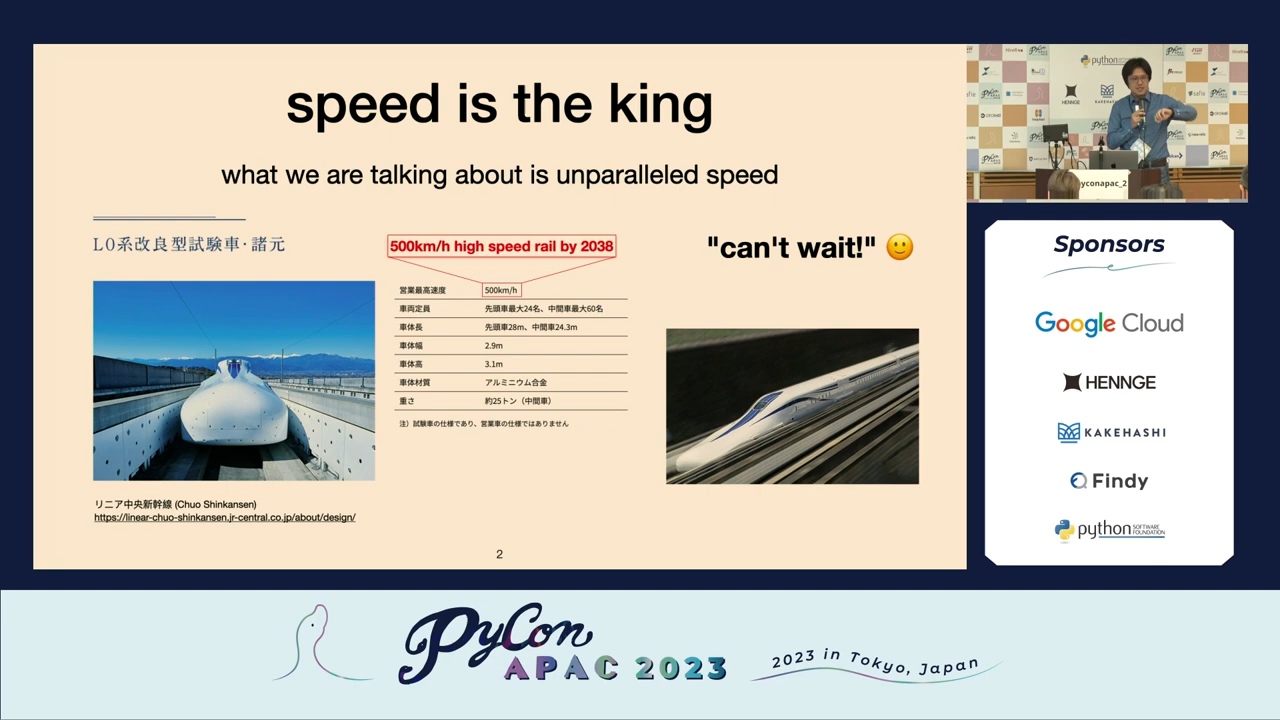 speed is the king
what we are talking about is unparalleled speed
L0系改良型試験車・諸元
500km/h high speed rail by 2038
"can't wait!" 🙂
営業最高速度 500km/h
車両定員 先頭車最大24名、中間車最大60名
車体長 先頭車28m、中間車24.3m
車体幅 2.9m
車体高 3.1m
車体材質 アルミニウム合金
重さ 約25トン（中間車）
注）試験車の仕様であり、営業車の仕様ではありません
リニア中央新幹線 (Chuo Shinkansen)
https://linear-chuo-shinkansen.jr-central.co.jp/about/design/
2
python
HENNGE
KAKEHASHI
yconapac_2
Sponsors
Google Cloud
HENNGE
KAKEHASHI
Findy
python SOFTWARE FOUNDATION
PyCon
APAC 2023
2023 in Tokyo, Japan